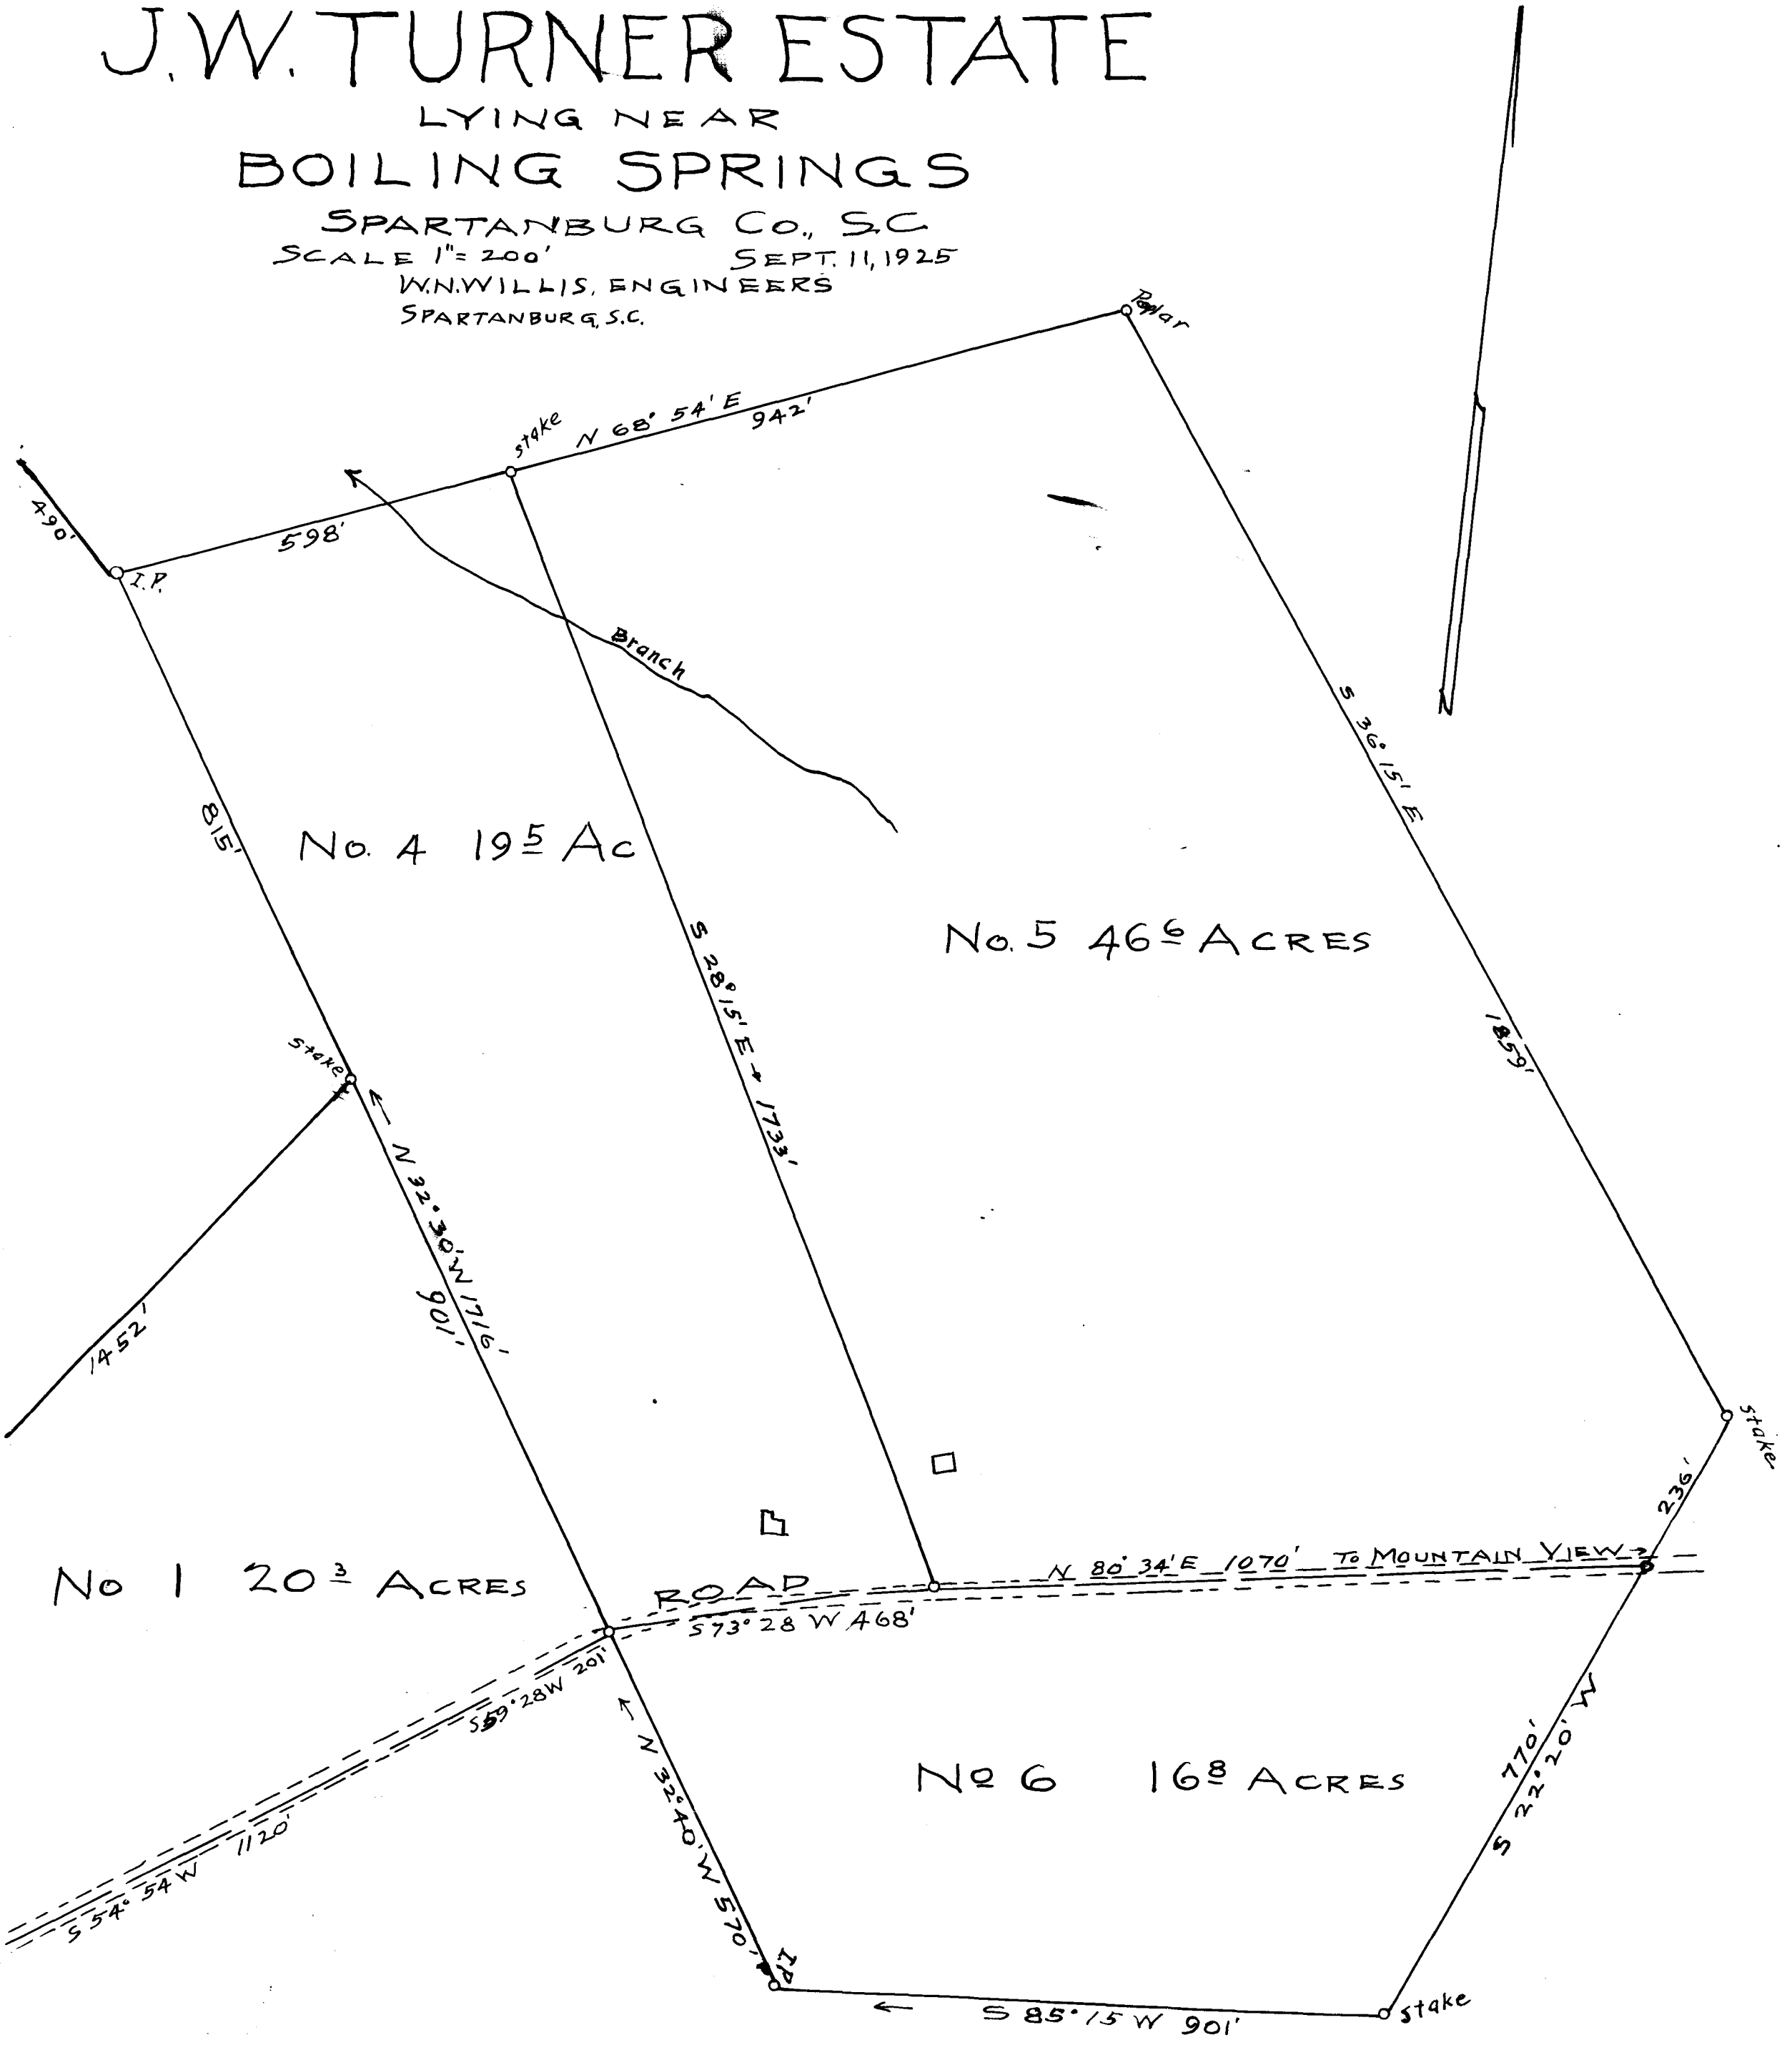 J.W. TURNER ESTATE
LYING NEAR
BOILING SPRINGS
SPARTANBURG Co., S.C.
SCALE 1"= 200' SEPT. 11, 1925
W.N. WILLIS, ENGINEERS
SPARTANBURG, S.C.
Poplar
stake
N 68° 54' E
942'
490'
598'
I.P.
Branch
S 36° 15' E
1859'
815'
No. 4 19 5 Ac
No. 5 46 6 ACRES
S 28° 15' E → 1733'
stake
← N 32° 30' W 1716'
901'
1452'
stake
236'
No 1 20 3 ACRES
ROAD
N 80° 34' E 1070' TO MOUNTAIN VIEW →
S 73° 28 W 468'
S 59° 28 W 201'
S 54° 54 W 1120'
← N 32° 40' W 570'
No 6 16 8 ACRES
770'
S 22° 20' W
I.P.
← S 85° 15 W 901'
stake
N